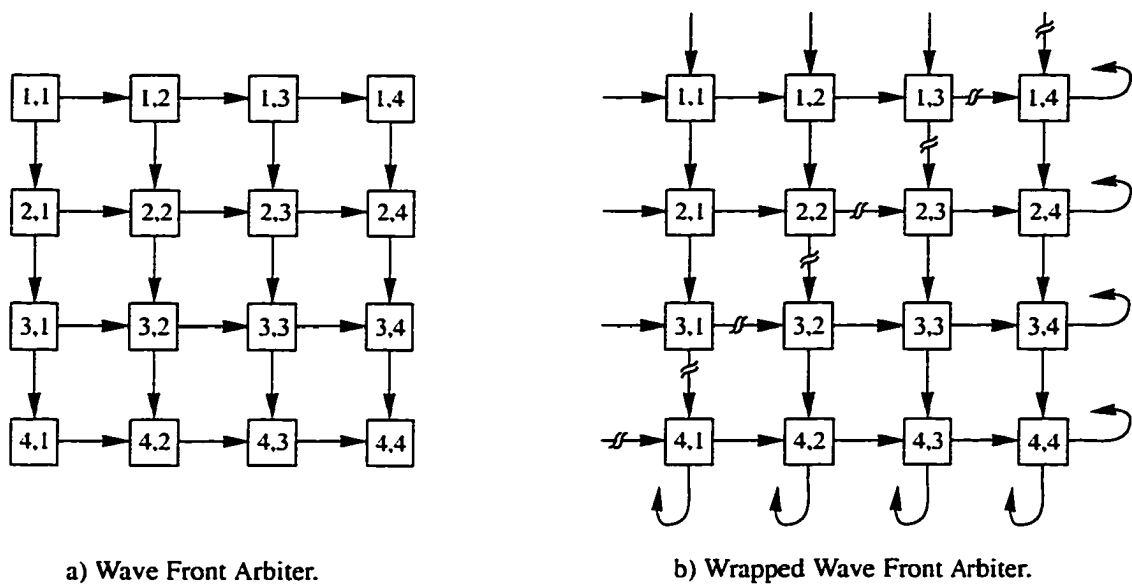 1,1 1,2 1,3 1,4
2,1 2,2 2,3 2,4
3,1 3,2 3,3 3,4
4,1 4,2 4,3 4,4
a) Wave Front Arbiter.
1,1 1,2 1,3 1,4
2,1 2,2 2,3 2,4
3,1 3,2 3,3 3,4
4,1 4,2 4,3 4,4
b) Wrapped Wave Front Arbiter.